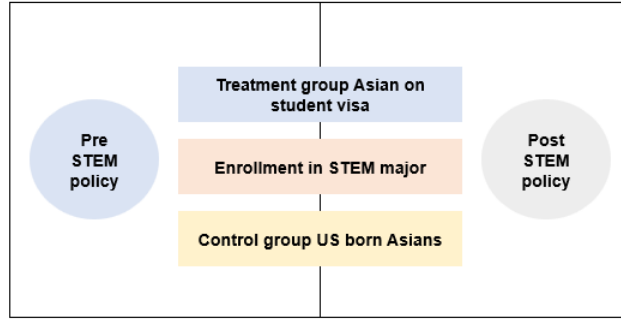 Treatment group Asian on
student visa
Pre
STEM
policy
Enrollment in STEM major
Post
STEM
policy
Control group US born Asians